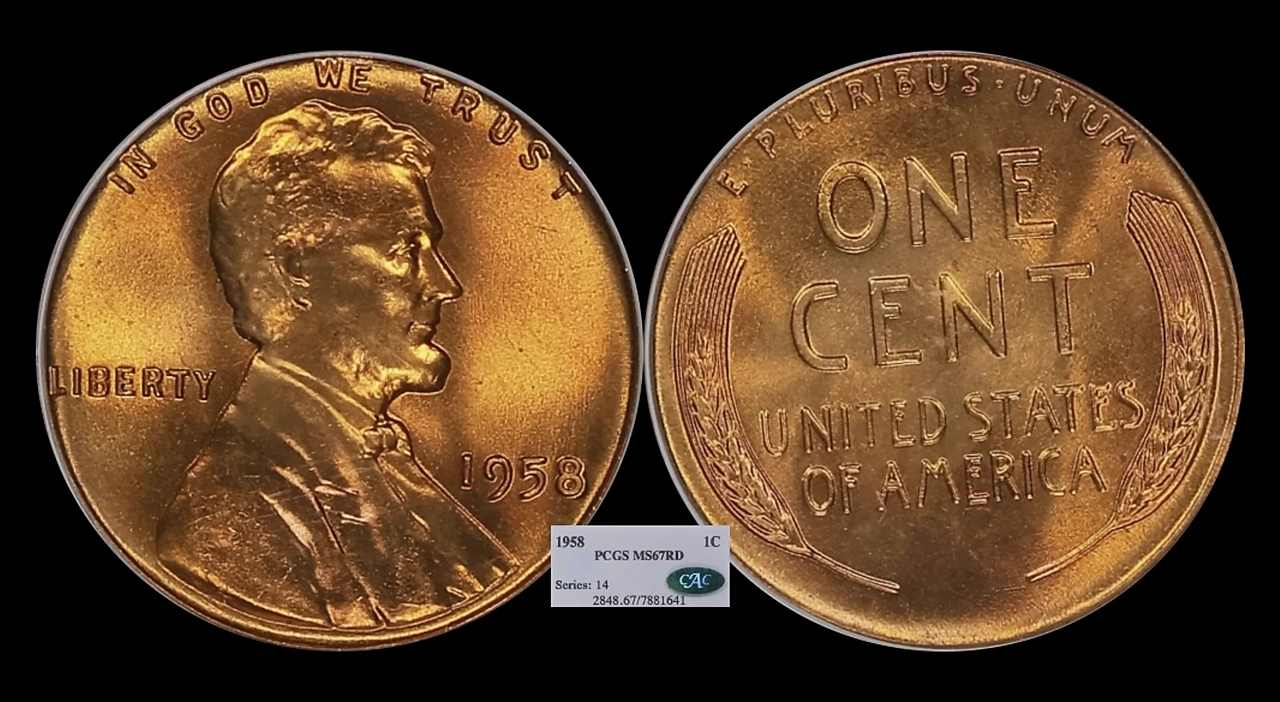 IN GOD WE TRUST
LIBERTY
1958
E·PLURIBUS·UNUM
ONE
CENT
UNITED STATES
OF AMERICA
1958 1C
PCGS MS67RD
Series: 14
CAC
2848.67/7881641